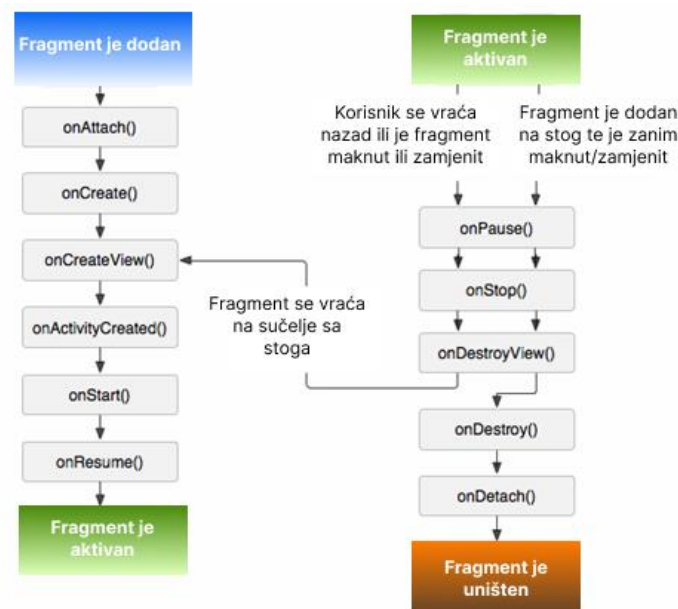 Fragment je dodan
onAttach()
onCreate()
onCreateView()
onActivityCreated()
onStart()
onResume()
Fragment je
aktivan
Fragment se vraća
na sučelje sa
stoga
Fragment je
aktivan
Korisnik se vraća
nazad ili je fragment
maknut ili zamjenit
Fragment je dodan
na stog te je zanim
maknut/zamjenit
onPause()
onStop()
onDestroyView()
onDestroy()
onDetach()
Fragment je
uništen